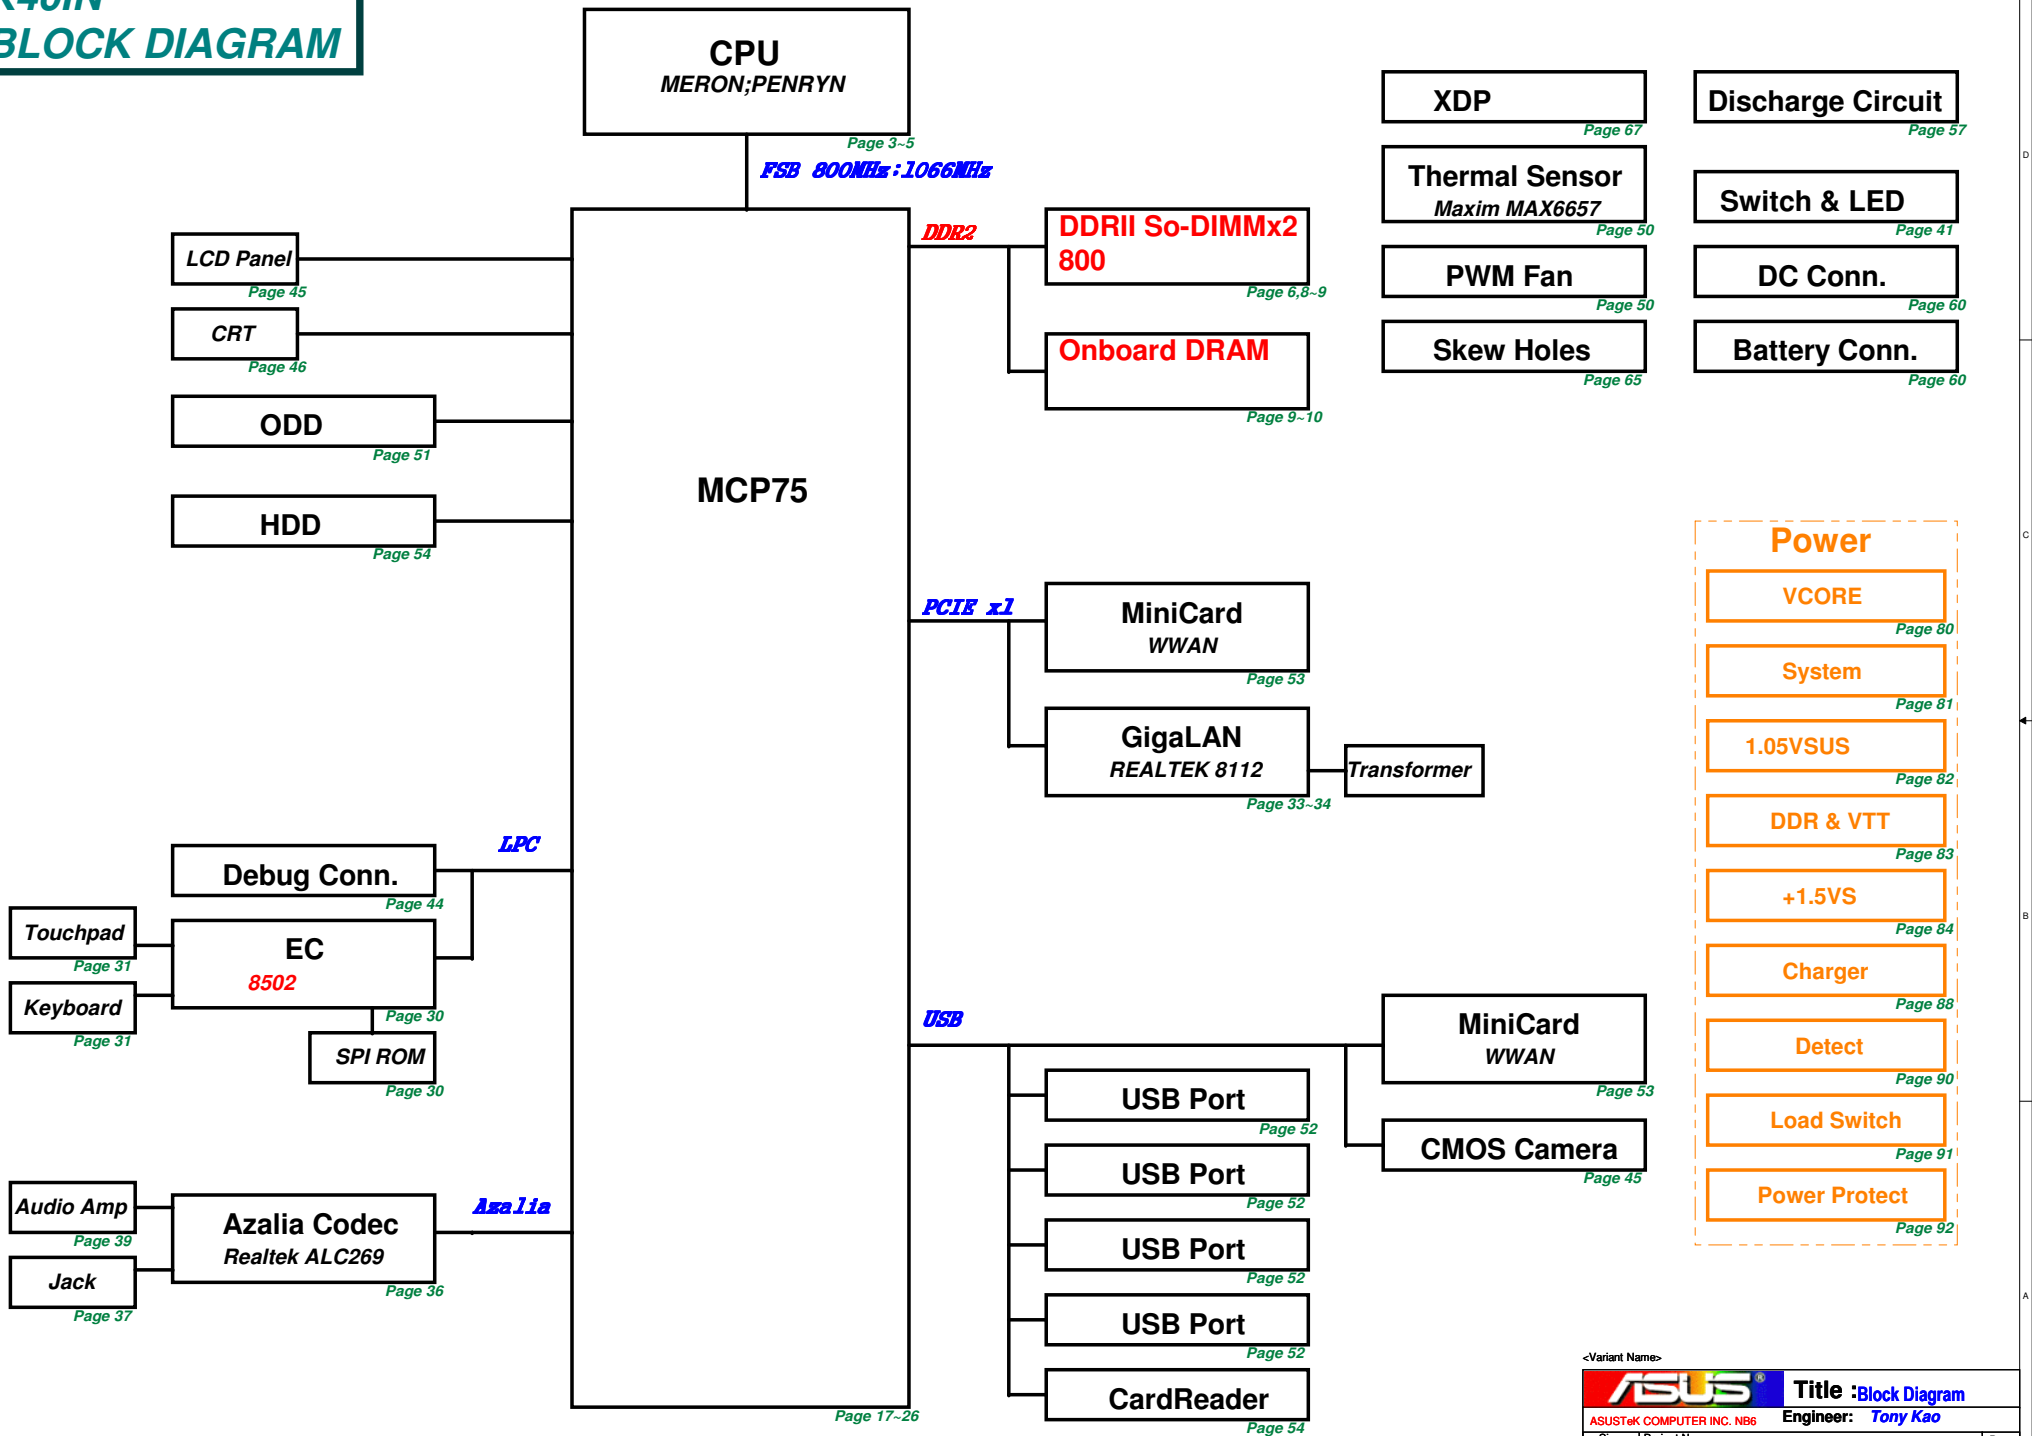 BLOCK DIAGRAM
CPU
MERON;PENRYN
Page 3~5
FSB 800MHz:1066MHz
XDP
Page 67
Discharge Circuit
Page 57
Thermal Sensor
Maxim MAX6657
Page 50
Switch & LED
Page 41
PWM Fan
Page 50
DC Conn.
Page 60
Skew Holes
Page 65
Battery Conn.
Page 60
LCD Panel
Page 45
CRT
Page 46
ODD
Page 51
HDD
Page 54
MCP75
Page 17~26
DDR2
DDRII So-DIMMx2
800
Page 6,8~9
Onboard DRAM
Page 9~10
PCIE x1
MiniCard
WWAN
Page 53
GigaLAN
REALTEK 8112
Page 33~34
Transformer
LPC
Debug Conn.
Page 44
Touchpad
Page 31
EC
8502
Page 30
Keyboard
Page 31
SPI ROM
Page 30
Azalia
Audio Amp
Page 39
Azalia Codec
Realtek ALC269
Page 36
Jack
Page 37
USB
MiniCard
WWAN
Page 53
USB Port
Page 52
CMOS Camera
Page 45
USB Port
Page 52
USB Port
Page 52
USB Port
Page 52
CardReader
Page 54
Power
VCORE
Page 80
System
Page 81
1.05VSUS
Page 82
DDR & VTT
Page 83
+1.5VS
Page 84
Charger
Page 88
Detect
Page 90
Load Switch
Page 91
Power Protect
Page 92
D
C
B
A
<Variant Name>
ASUS®
Title : Block Diagram
ASUSTeK COMPUTER INC. NB6
Engineer: Tony Kao